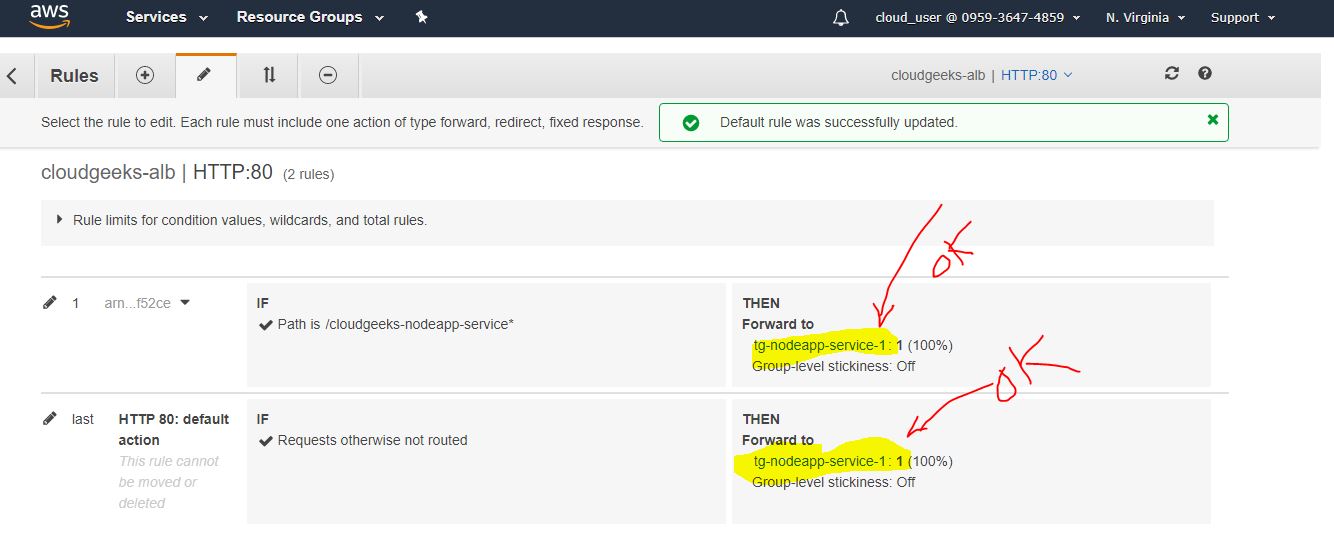 aws Services Resource Groups cloud_user @ 0959-3647-4859 N. Virginia Support
Rules cloudgeeks-alb | HTTP:80
Select the rule to edit. Each rule must include one action of type forward, redirect, fixed response. Default rule was successfully updated.
cloudgeeks-alb | HTTP:80 (2 rules)
Rule limits for condition values, wildcards, and total rules.
OK
1 arn...f52ce IF THEN
Path is /cloudgeeks-nodeapp-service* Forward to
tg-nodeapp-service-1: 1 (100%)
Group-level stickiness: Off
OK
last HTTP 80: default IF THEN
action Requests otherwise not routed Forward to
This rule cannot tg-nodeapp-service-1: 1 (100%)
be moved or Group-level stickiness: Off
deleted